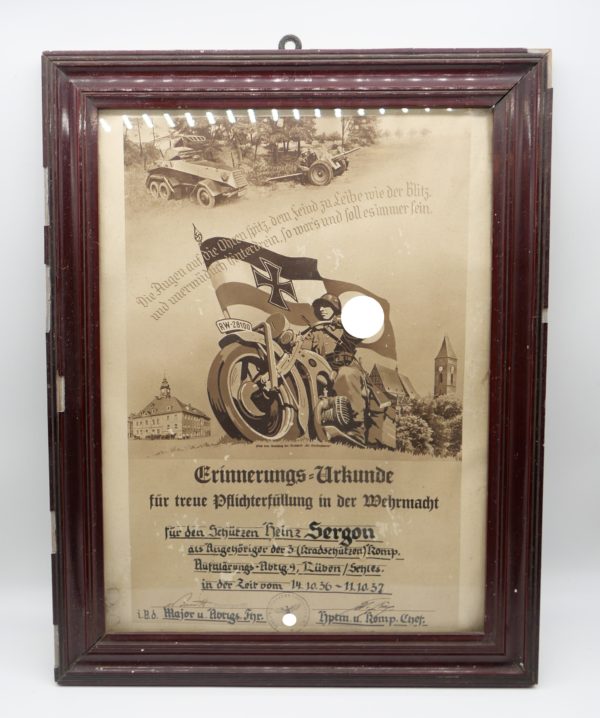 Die Augen auf, die Ohren spitz, dem Feind zu Leibe wie der Blitz.
und unermüdlich hinterdrein, so war's und soll es immer sein.
RW-28100
Erinnerungs-Urkunde
für treue Pflichterfüllung in der Wehrmacht
für den Schützen Heinz Sergon
als Angehöriger der 3.(Kradschützen) Komp.
Aufklärungs-Abtlg. 9, Lüben/Schles.
in der Zeit vom 14.10.36-11.10.37
Major u. Abtlgs. Fhr.
Hptm u. Komp. Chef.